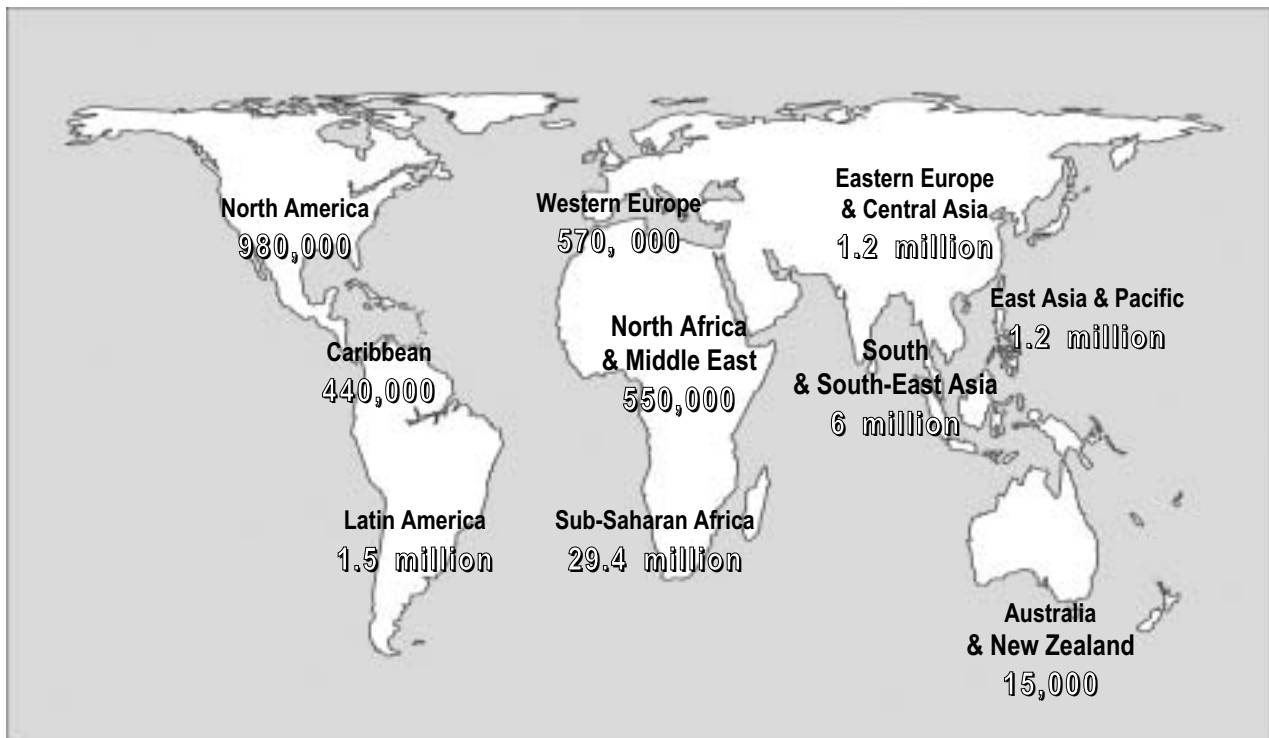 North America
980,000
Western Europe
570, 000
Eastern Europe
& Central Asia
1.2 million
East Asia & Pacific
1.2 million
Caribbean
440,000
North Africa
& Middle East
550,000
South
& South-East Asia
6 million
Latin America
1.5 million
Sub-Saharan Africa
29.4 million
Australia
& New Zealand
15,000